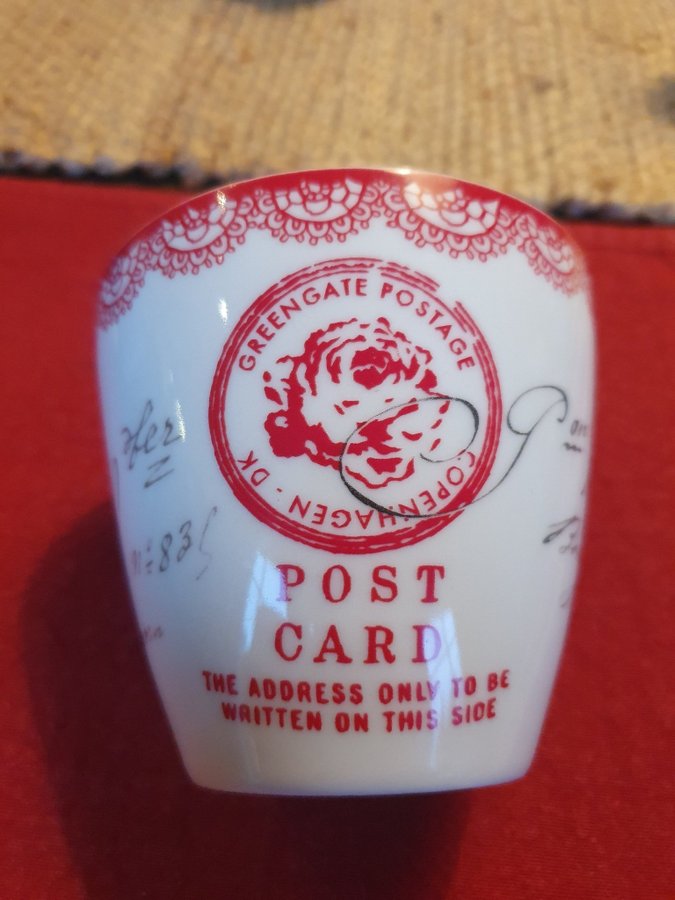 GREENGATE POSTAGE
COPENHAGEN - DK
POST
CARD
THE ADDRESS ONLY TO BE
WRITTEN ON THIS SIDE